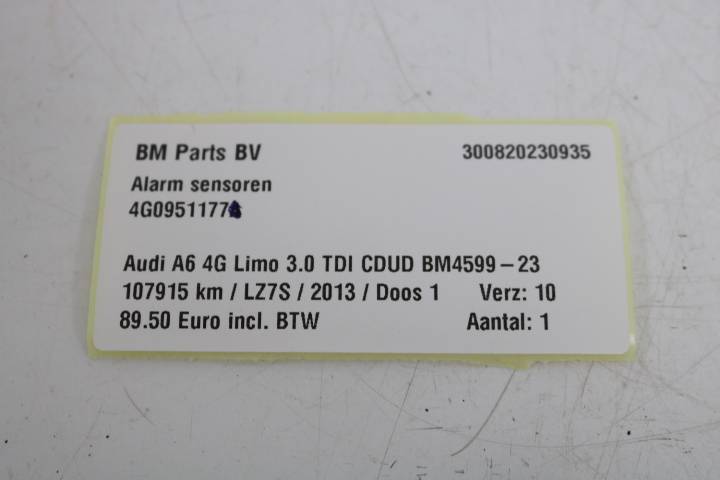 BM Parts BV 300820230935
Alarm sensoren
4G0951177
Audi A6 4G Limo 3.0 TDI CDUD BM4599-23
107915 km / LZ7S / 2013 / Doos 1 Verz: 10
89.50 Euro incl. BTW Aantal: 1